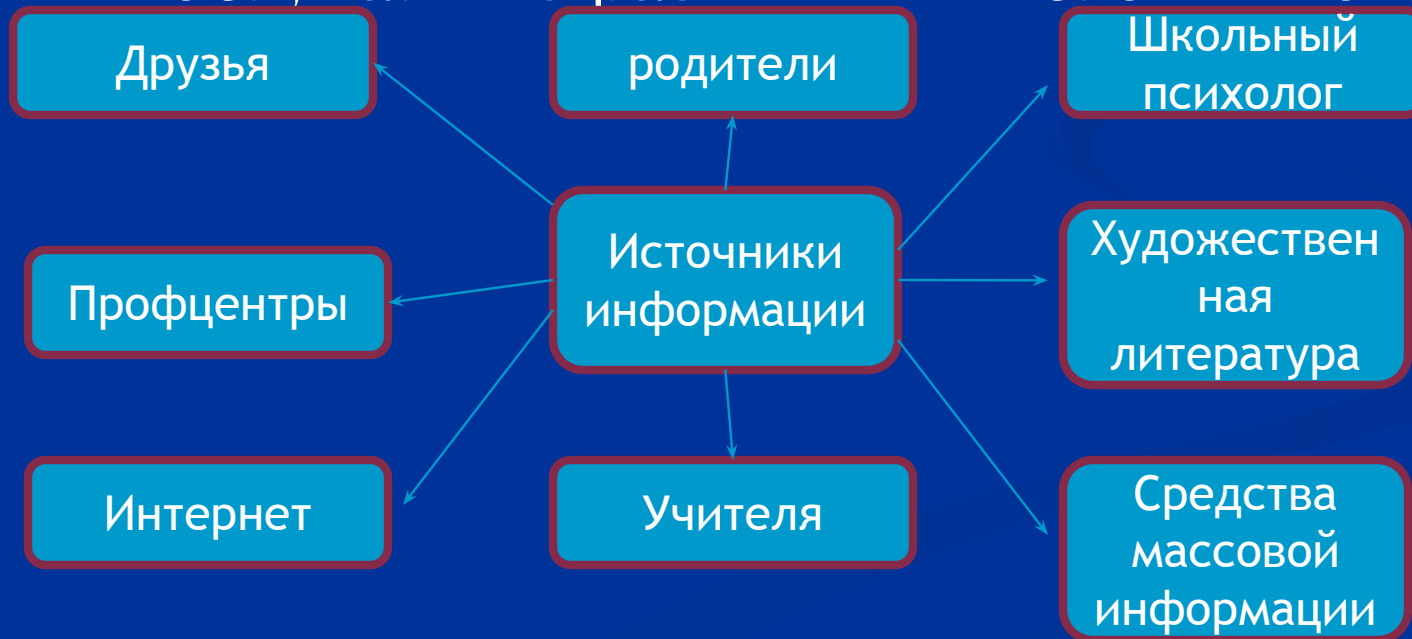 Друзья
родители
Школьный
психолог
Источники
информации
Художествен
ная
литература
Профцентры
Интернет
Учителя
Средства
массовой
информации